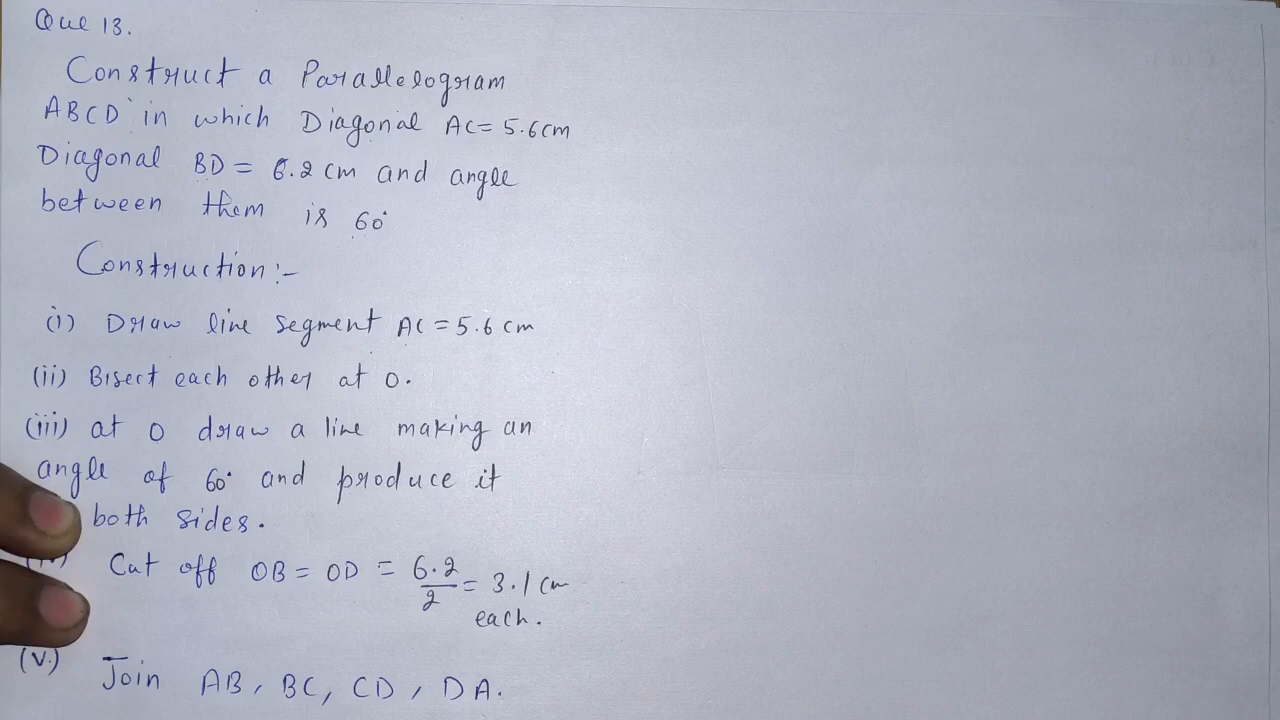 Que 13.
Construct a Parallelogram
ABCD in which Diagonal AC = 5.6cm
Diagonal BD = 6.2 cm and angle
between them is 60°
Construction:-
(i) Draw line segment AC = 5.6 cm
(ii) Bisect each other at O.
(iii) at O draw a line making an
angle of 60° and produce it
both sides.
Cut off OB = OD = 6.2/2 = 3.1 cm
each.
(v.) Join AB, BC, CD, DA.